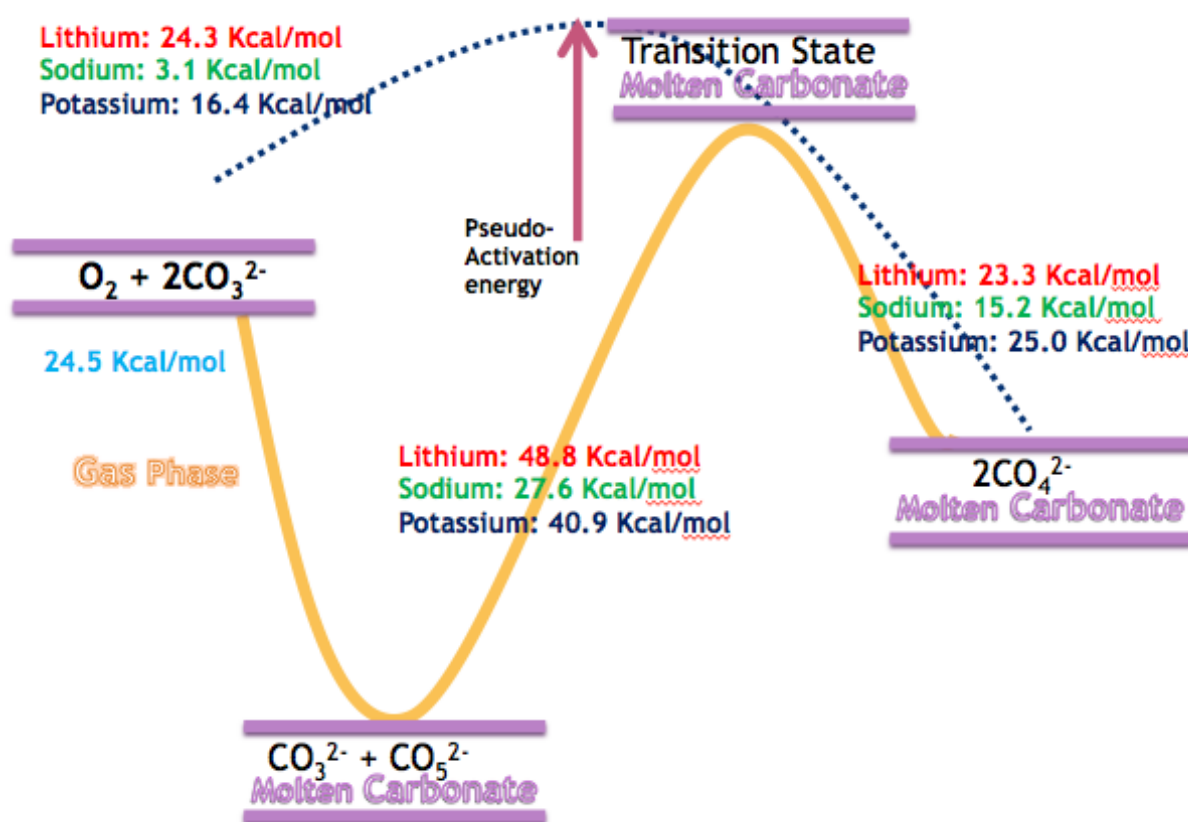 Lithium: 24.3 Kcal/mol
Sodium: 3.1 Kcal/mol
Potassium: 16.4 Kcal/mol
Transition State
Molten Carbonate
Pseudo-
Activation
energy
O₂ + 2CO₃²⁻
24.5 Kcal/mol
Lithium: 23.3 Kcal/mol
Sodium: 15.2 Kcal/mol
Potassium: 25.0 Kcal/mol
Gas Phase
Lithium: 48.8 Kcal/mol
Sodium: 27.6 Kcal/mol
Potassium: 40.9 Kcal/mol
2CO₄²⁻
Molten Carbonate
CO₃²⁻ + CO₅²⁻
Molten Carbonate